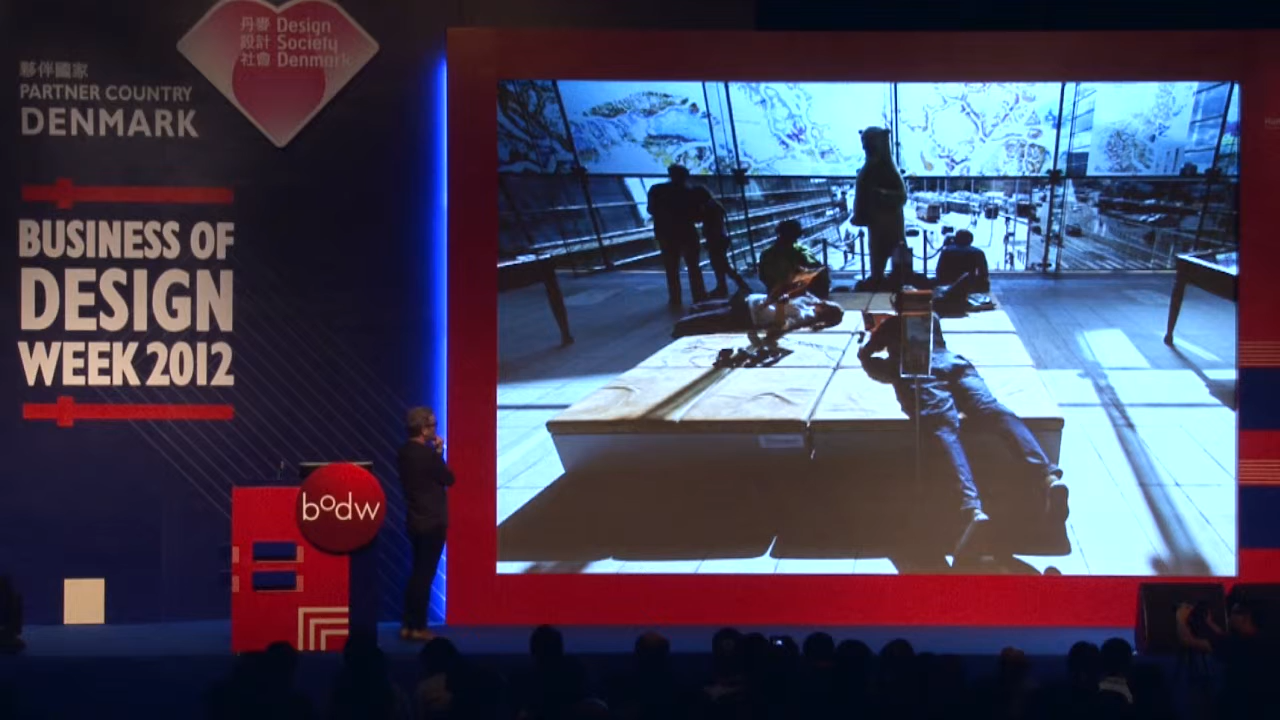 丹麥 Design
設計 Society
社會 Denmark
夥伴國家
PARTNER COUNTRY
DENMARK
BUSINESS OF
DESIGN
WEEK 2012
bodw